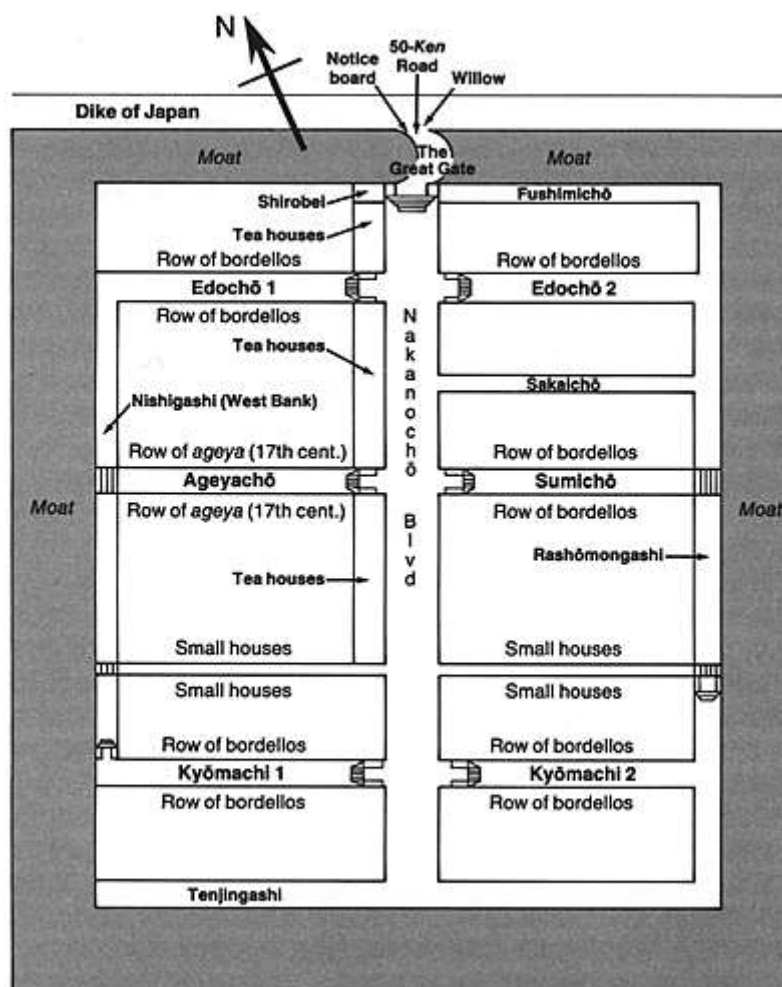 N
50-Ken
Road
Notice
board
Willow
Dike of Japan
Moat
The
Great Gate
Moat
Shirobei
Fushimichō
Tea houses
Row of bordellos
Row of bordellos
Edochō 1
Edochō 2
Row of bordellos
Nakanochō Blvd
Tea houses
Sakaichō
Nishigashi (West Bank)
Row of ageya (17th cent.)
Row of bordellos
Ageyachō
Sumichō
Moat
Row of ageya (17th cent.)
Row of bordellos
Moat
Rashōmongashi
Tea houses
Small houses
Small houses
Small houses
Small houses
Row of bordellos
Row of bordellos
Kyōmachi 1
Kyōmachi 2
Row of bordellos
Row of bordellos
Tenjingashi